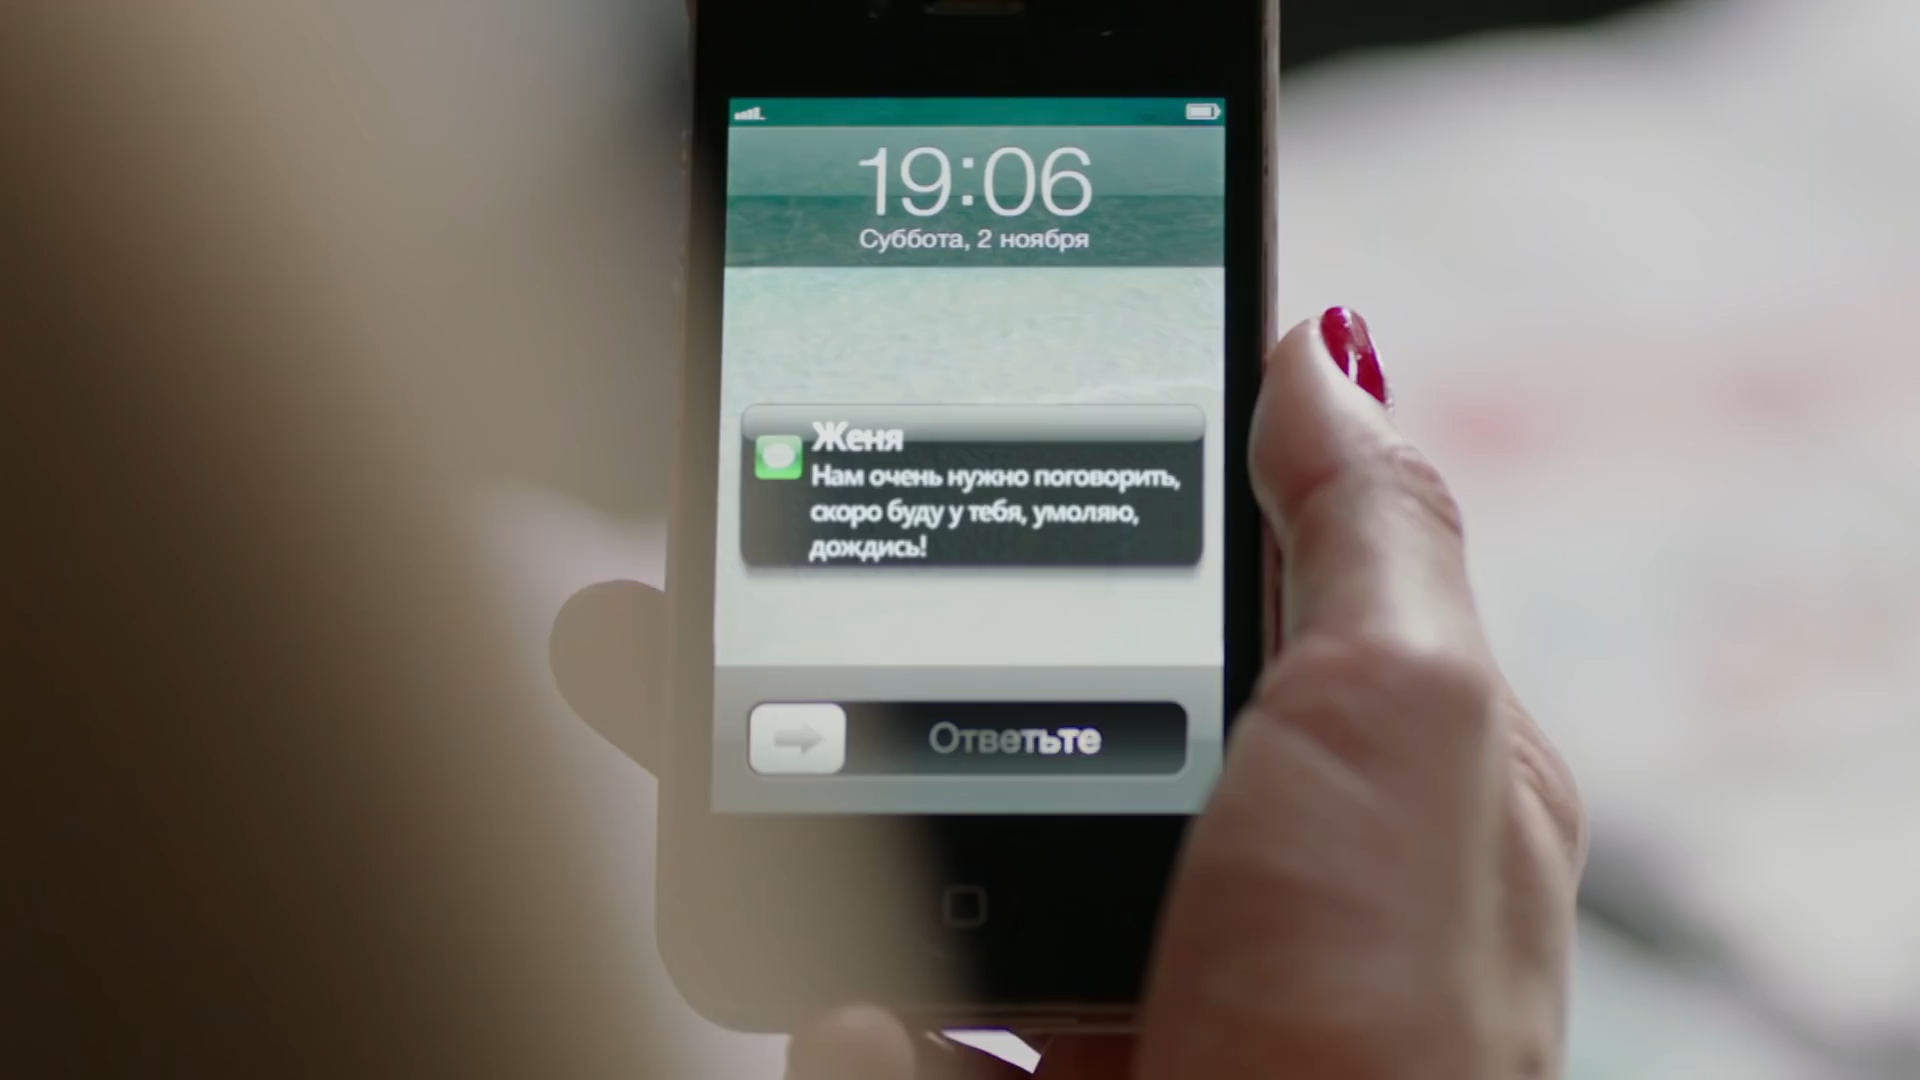 19:06
Суббота, 2 ноября
Женя
Нам очень нужно поговорить,
скоро буду у тебя, умоляю,
дождись!
Ответьте